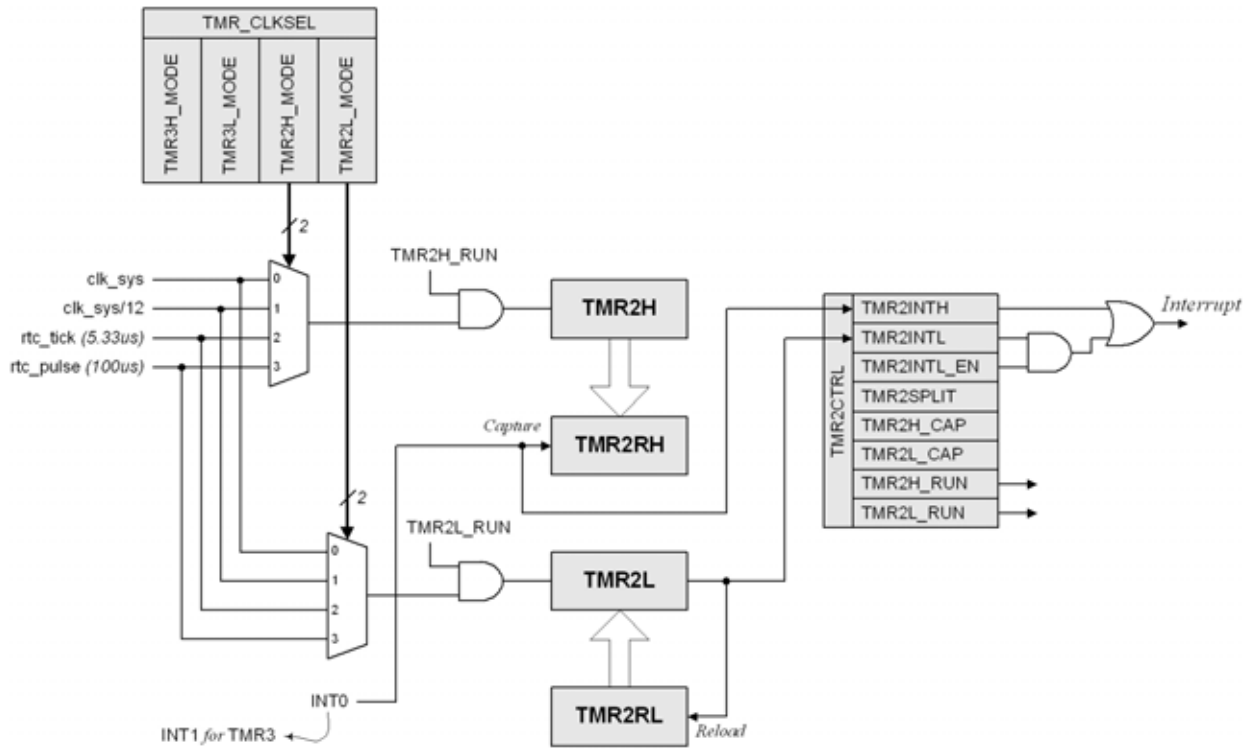 TMR_CLKSEL
TMR3H_MODE
TMR3L_MODE
TMR2H_MODE
TMR2L_MODE
2
clk_sys
clk_sys/12
rtc_tick (5.33us)
rtc_pulse (100us)
0
1
2
3
TMR2H_RUN
TMR2H
Capture
TMR2RH
2
0
1
2
3
TMR2L_RUN
TMR2L
TMR2RL
Reload
INT0
INT1 for TMR3
TMR2CTRL
TMR2INTH
TMR2INTL
TMR2INTL_EN
TMR2SPLIT
TMR2H_CAP
TMR2L_CAP
TMR2H_RUN
TMR2L_RUN
Interrupt